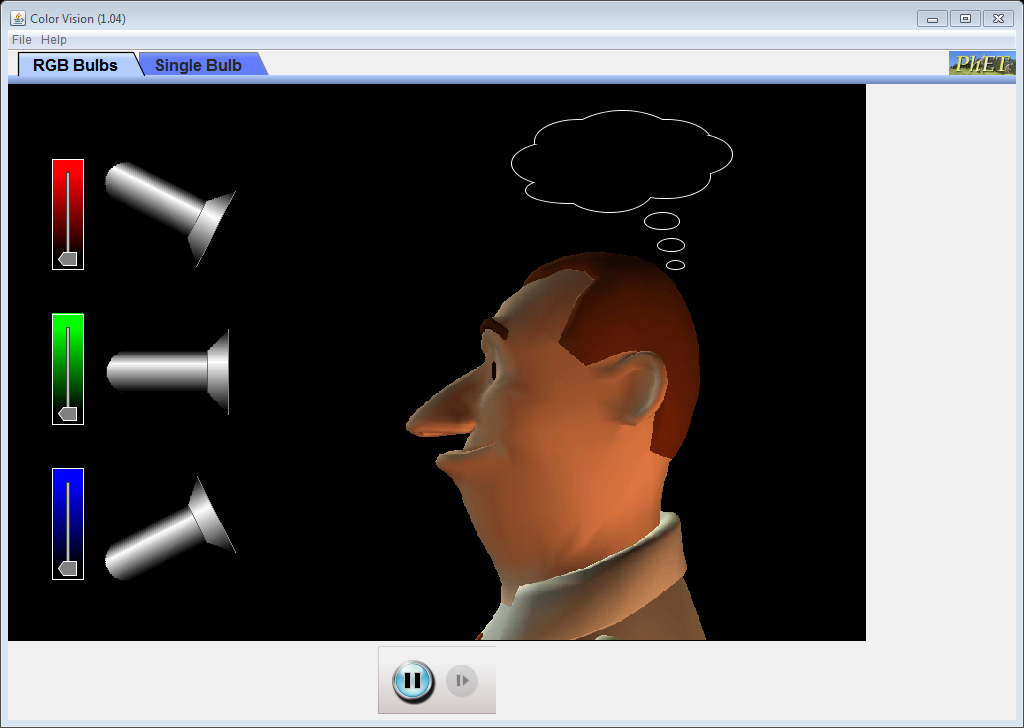 Color Vision (1.04)
File Help
RGB Bulbs Single Bulb
PhET